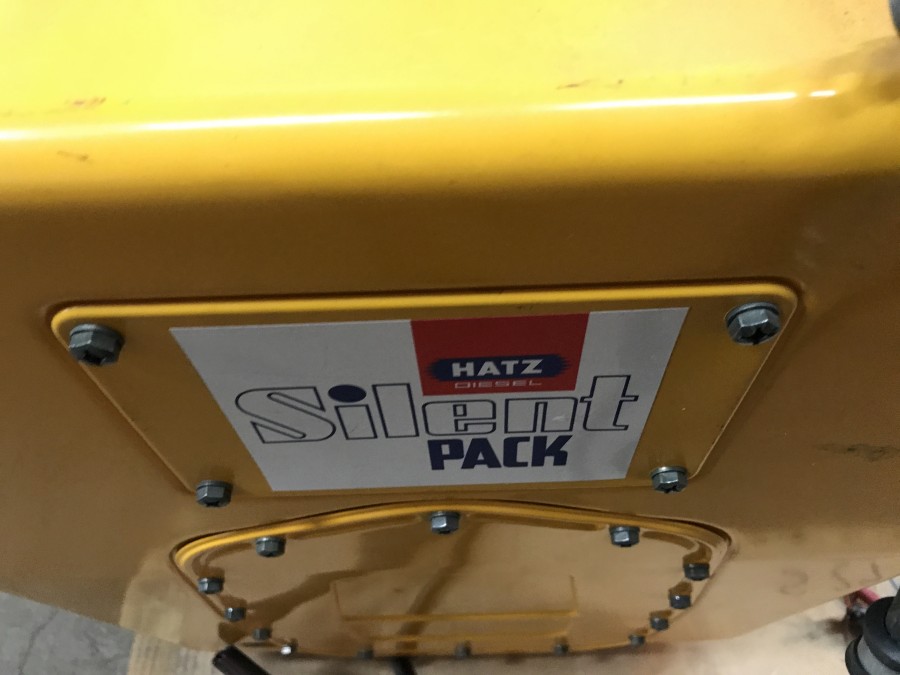 HATZ
DIESEL
Silent
PACK